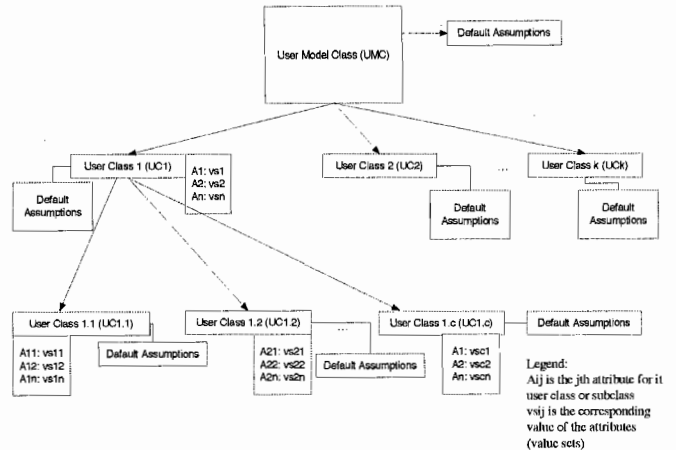 User Model Class (UMC)
Default Assumptions
User Class 1 (UC1)
A1: vs1
A2: vs2
An: vsn
Default
Assumptions
User Class 2 (UC2)
Default
Assumptions
...
User Class k (UCk)
Default
Assumptions
User Class 1.1 (UC1.1)
A11: vs11
A12: vs12
A1n: vs1n
Default Assumptions
User Class 1.2 (UC1.2)
A21: vs21
A22: vs22
A2n: vs2n
...
Default Assumptions
User Class 1.c (UC1.c)
A1: vsc1
A2: vsc2
An: vscn
Default Assumptions
Legend:
Aij is the jth attribute for it
user class or subclass
vsij is the corresponding
value of the attributes
(value sets)